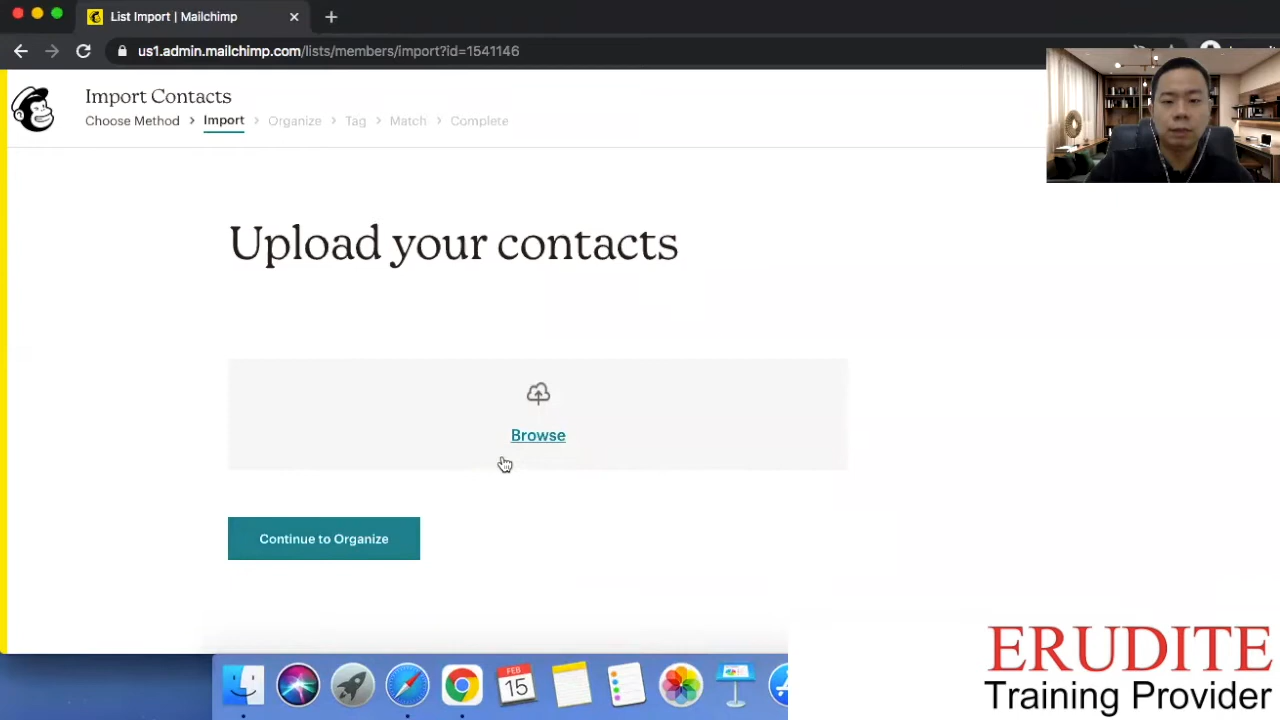 List Import | Mailchimp
us1.admin.mailchimp.com/lists/members/import?id=1541146
Import Contacts
Choose Method > Import > Organize > Tag > Match > Complete
Upload your contacts
Browse
Continue to Organize
FEB
15
ERUDITE
Training Provider